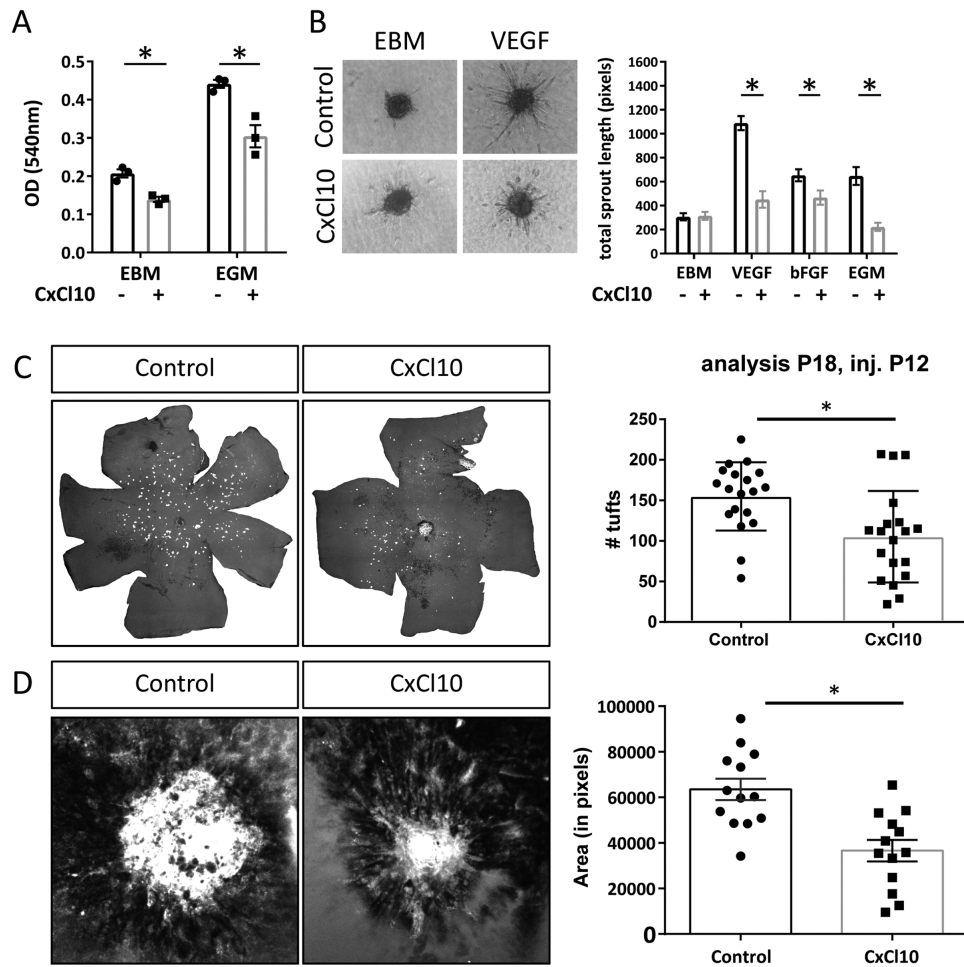 A
OD (540nm)
0.5
0.4
0.3
0.2
0.1
0.0
*
*
EBM
EGM
CxCl10
- + - +
B
EBM
VEGF
Control
CxCl10
total sprout length (pixels)
1600
1400
1200
1000
800
600
400
200
0
* * *
EBM VEGF bFGF EGM
CxCl10
- + - + - + - +
C
Control
CxCl10
analysis P18, inj. P12
# tufts
250
200
150
100
50
0
*
Control
CxCl10
D
Control
CxCl10
Area (in pixels)
100000
80000
60000
40000
20000
0
*
Control
CxCl10